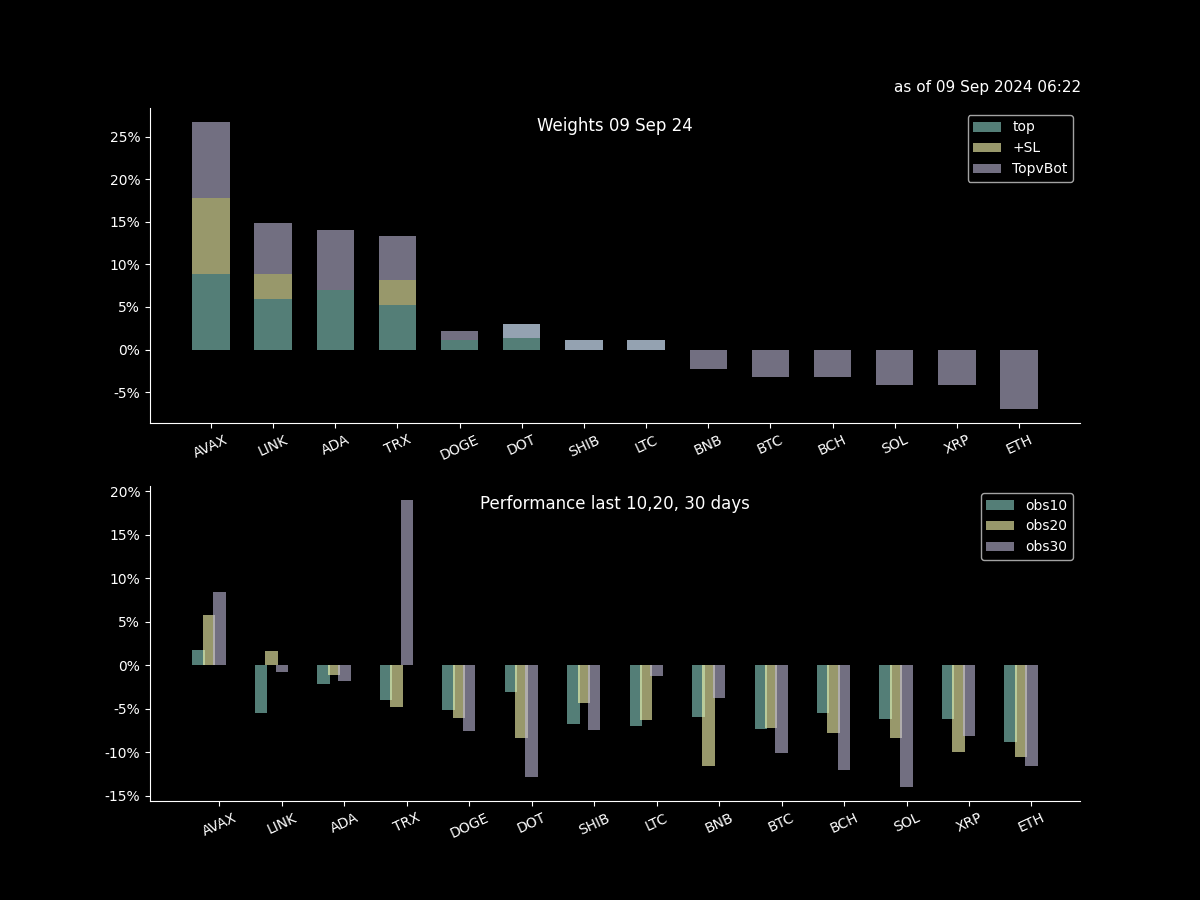 as of 09 Sep 2024 06:22
Weights 09 Sep 24
top
+SL
TopvBot
25%
20%
15%
10%
5%
0%
-5%
AVAX LINK ADA TRX DOGE DOT SHIB LTC BNB BTC BCH SOL XRP ETH
Performance last 10,20, 30 days
obs10
obs20
obs30
20%
15%
10%
5%
0%
-5%
-10%
-15%
AVAX LINK ADA TRX DOGE DOT SHIB LTC BNB BTC BCH SOL XRP ETH